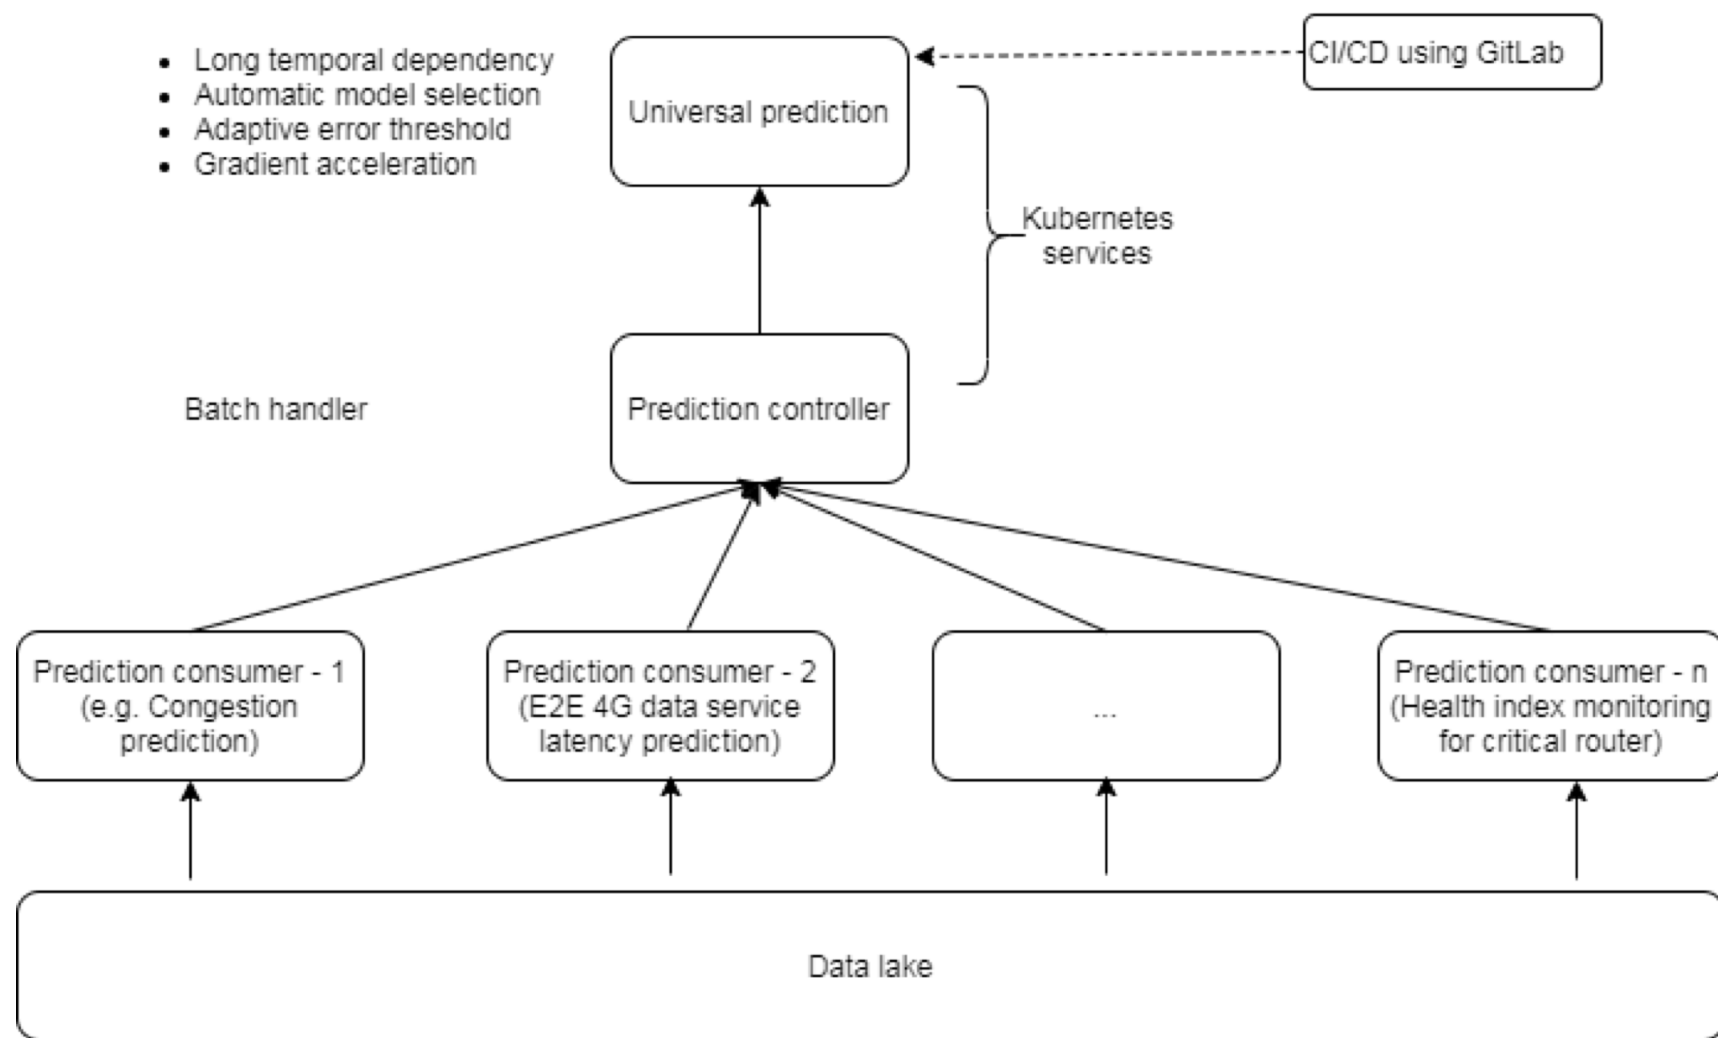 CI/CD using GitLab
• Long temporal dependency
• Automatic model selection
• Adaptive error threshold
• Gradient acceleration
Universal prediction
Kubernetes
services
Batch handler
Prediction controller
Prediction consumer - 1
(e.g. Congestion
prediction)
Prediction consumer - 2
(E2E 4G data service
latency prediction)
...
Prediction consumer - n
(Health index monitoring
for critical router)
Data lake